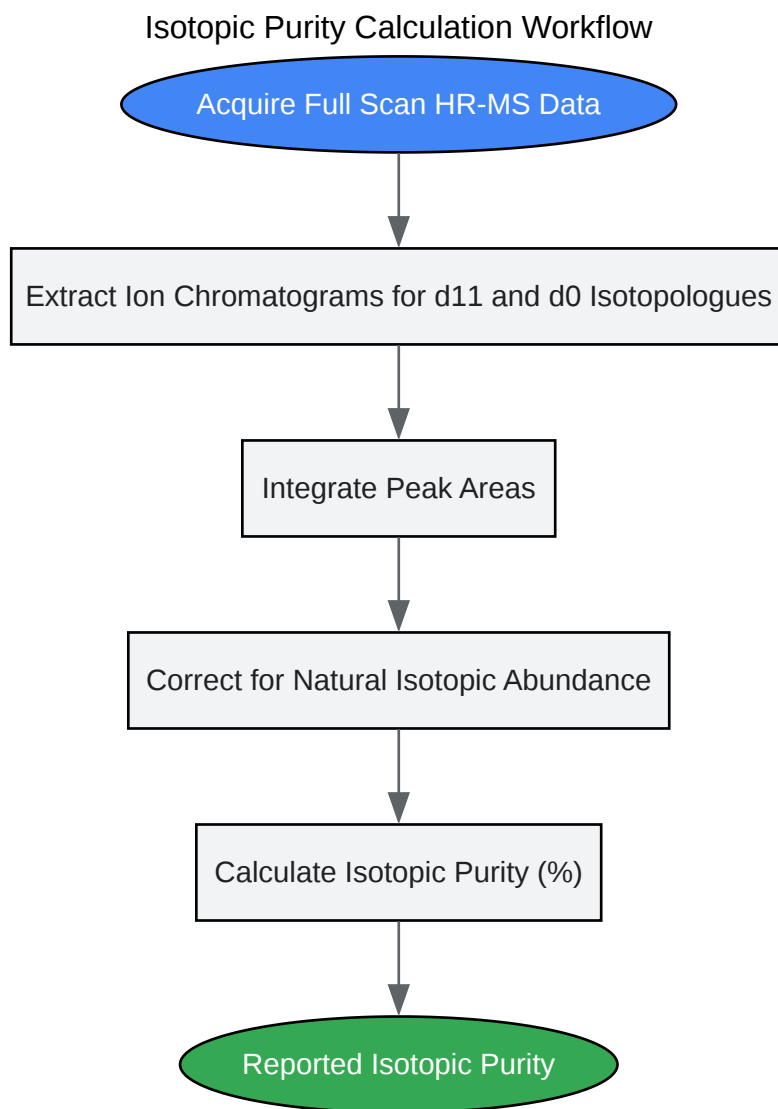 Isotopic Purity Calculation Workflow
Acquire Full Scan HR-MS Data
Extract Ion Chromatograms for d11 and d0 Isotopologues
Integrate Peak Areas
Correct for Natural Isotopic Abundance
Calculate Isotopic Purity (%)
Reported Isotopic Purity